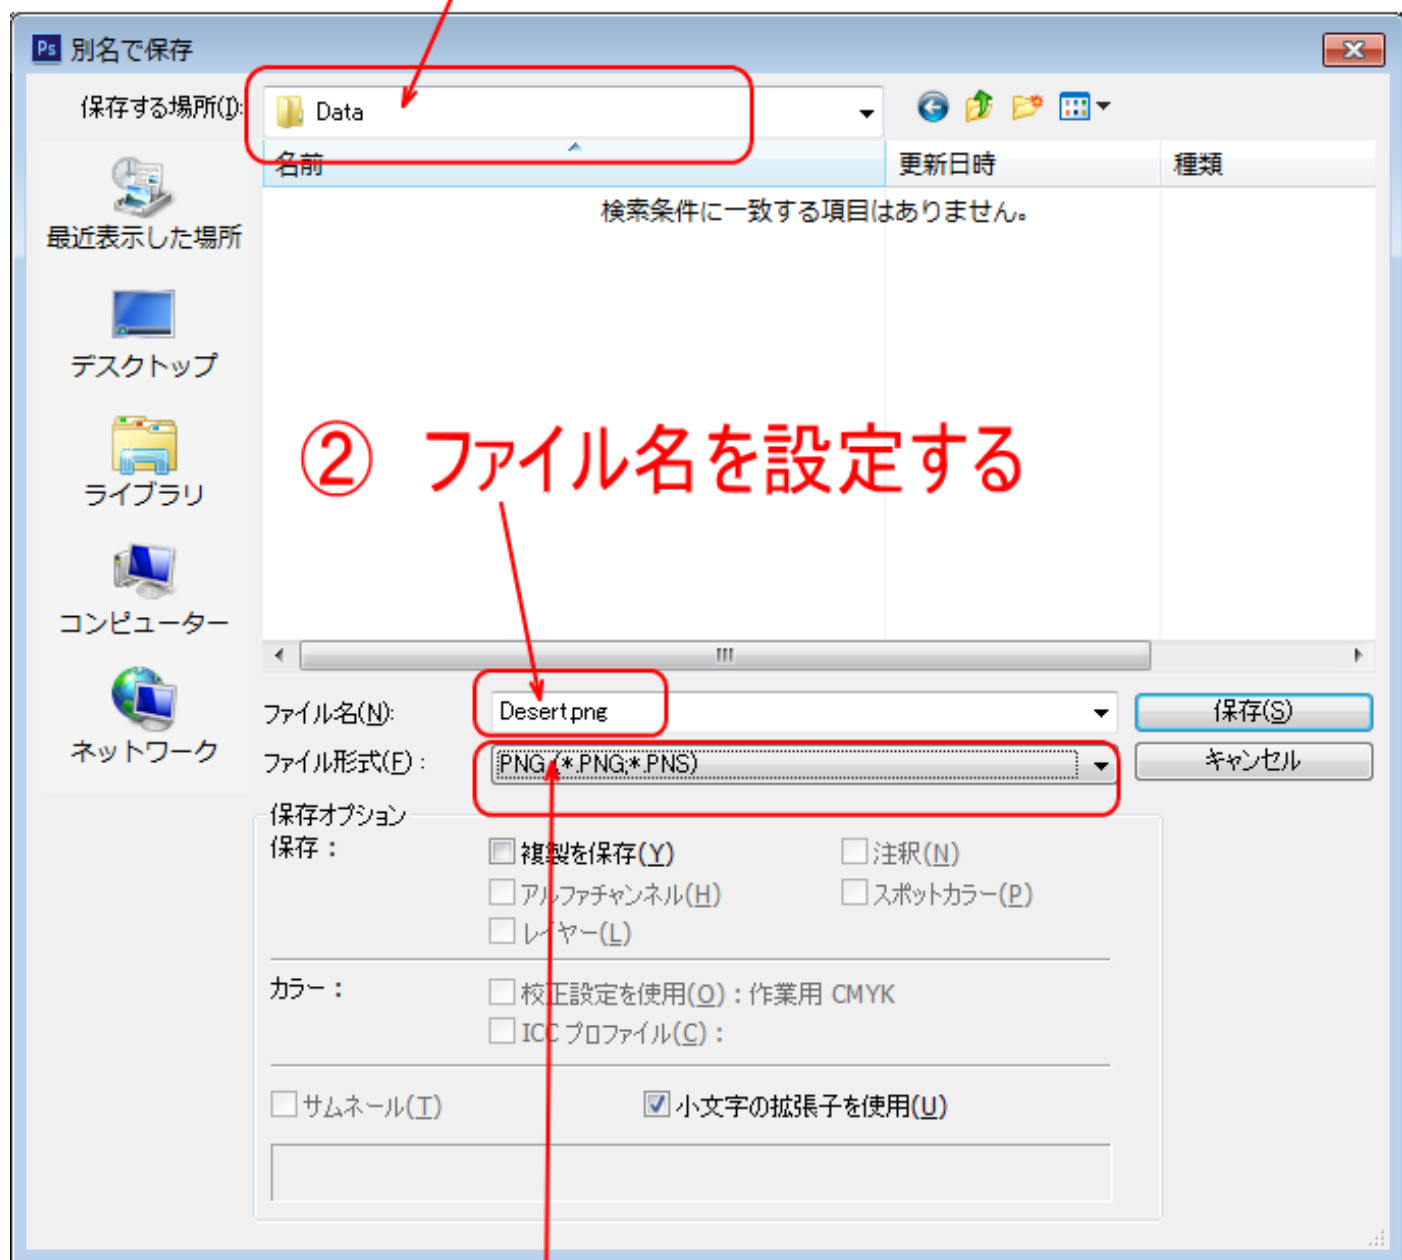 Ps 別名で保存
保存する場所(I):
Data
名前 更新日時 種類
検索条件に一致する項目はありません。
最近表示した場所
デスクトップ
ライブラリ
コンピューター
ネットワーク
② ファイル名を設定する
ファイル名(N): Desert.png 保存(S)
ファイル形式(F): PNG (*.PNG;*.PNS) キャンセル
保存オプション
保存: 複製を保存(Y) 注釈(N)
アルファチャンネル(H) スポットカラー(P)
レイヤー(L)
カラー: 校正設定を使用(O):作業用 CMYK
ICC プロファイル(C):
サムネール(T) 小文字の拡張子を使用(U)